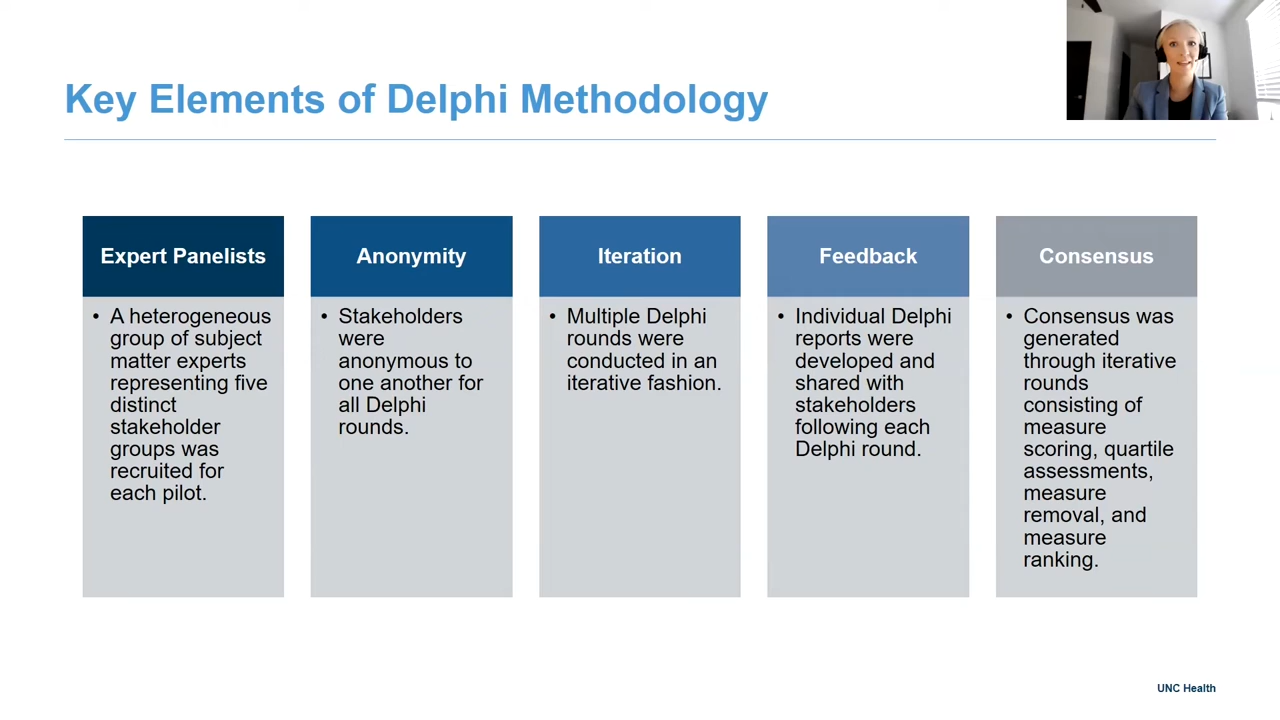 Key Elements of Delphi Methodology
Expert Panelists
• A heterogeneous
group of subject
matter experts
representing five
distinct
stakeholder
groups was
recruited for
each pilot.
Anonymity
• Stakeholders
were
anonymous to
one another for
all Delphi
rounds.
Iteration
• Multiple Delphi
rounds were
conducted in an
iterative fashion.
Feedback
• Individual Delphi
reports were
developed and
shared with
stakeholders
following each
Delphi round.
Consensus
• Consensus was
generated
through iterative
rounds
consisting of
measure
scoring, quartile
assessments,
measure
removal, and
measure
ranking.
UNC Health